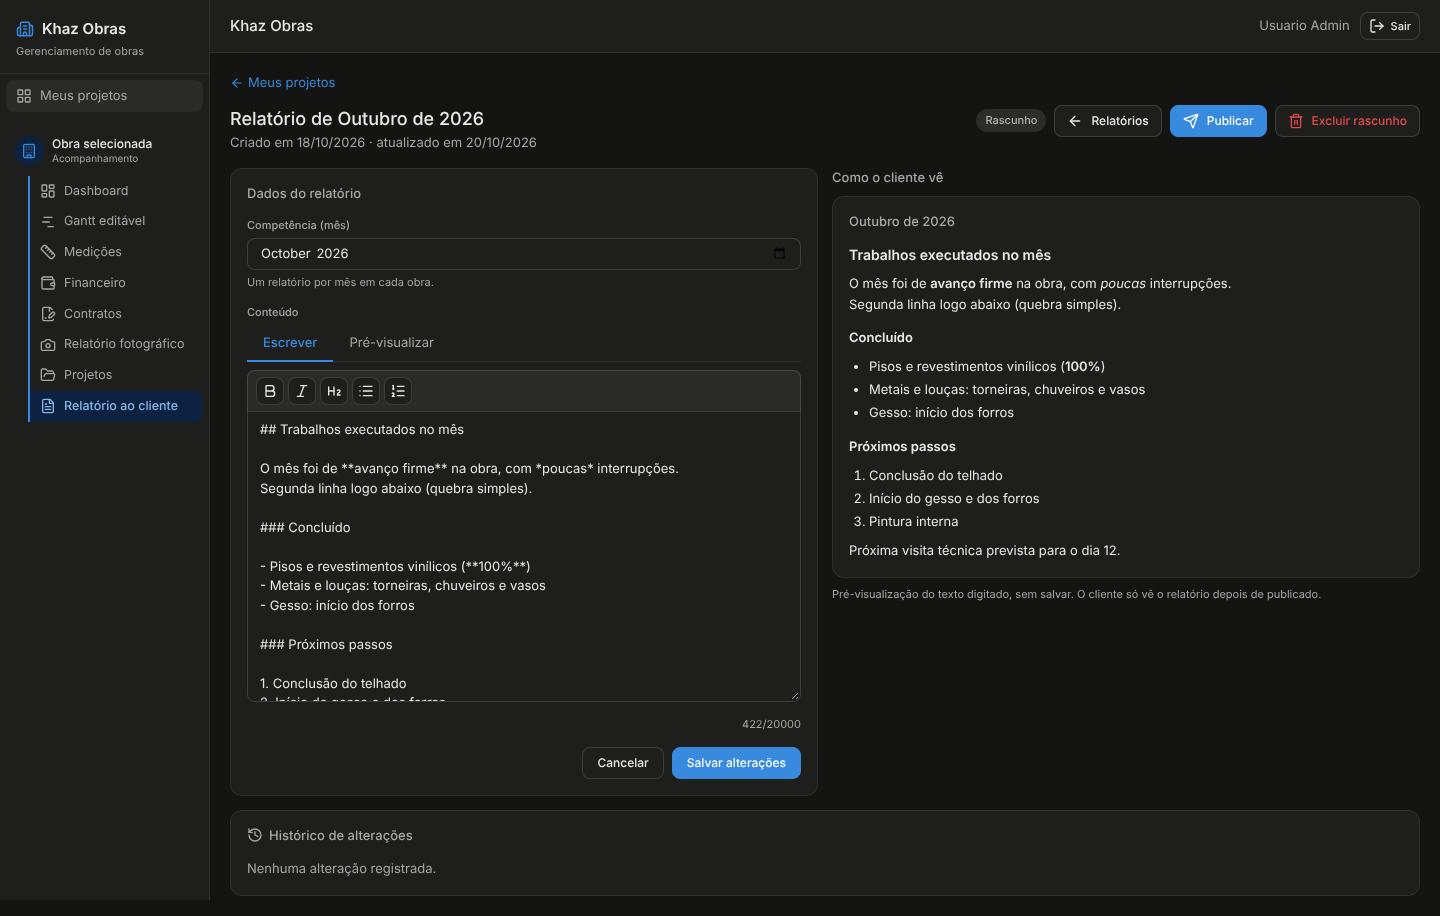 Khaz Obras
Gerenciamento de obras
Meus projetos
Obra selecionada
Acompanhamento
Dashboard
Gantt editável
Medições
Financeiro
Contratos
Relatório fotográfico
Projetos
Relatório ao cliente
Khaz Obras
Usuario Admin
Sair
← Meus projetos
Relatório de Outubro de 2026
Criado em 18/10/2026 · atualizado em 20/10/2026
Rascunho
← Relatórios
Publicar
Excluir rascunho
Dados do relatório
Competência (mês)
October 2026
Um relatório por mês em cada obra.
Conteúdo
Escrever
Pré-visualizar
B I H2
## Trabalhos executados no mês
O mês foi de **avanço firme** na obra, com *poucas* interrupções.
Segunda linha logo abaixo (quebra simples).
### Concluído
- Pisos e revestimentos vinílicos (**100%**)
- Metais e louças: torneiras, chuveiros e vasos
- Gesso: início dos forros
### Próximos passos
1. Conclusão do telhado
2. Início do gesso e dos forros
422/20000
Cancelar
Salvar alterações
Como o cliente vê
Outubro de 2026
Trabalhos executados no mês
O mês foi de avanço firme na obra, com poucas interrupções.
Segunda linha logo abaixo (quebra simples).
Concluído
• Pisos e revestimentos vinílicos (100%)
• Metais e louças: torneiras, chuveiros e vasos
• Gesso: início dos forros
Próximos passos
1. Conclusão do telhado
2. Início do gesso e dos forros
3. Pintura interna
Próxima visita técnica prevista para o dia 12.
Pré-visualização do texto digitado, sem salvar. O cliente só vê o relatório depois de publicado.
Histórico de alterações
Nenhuma alteração registrada.